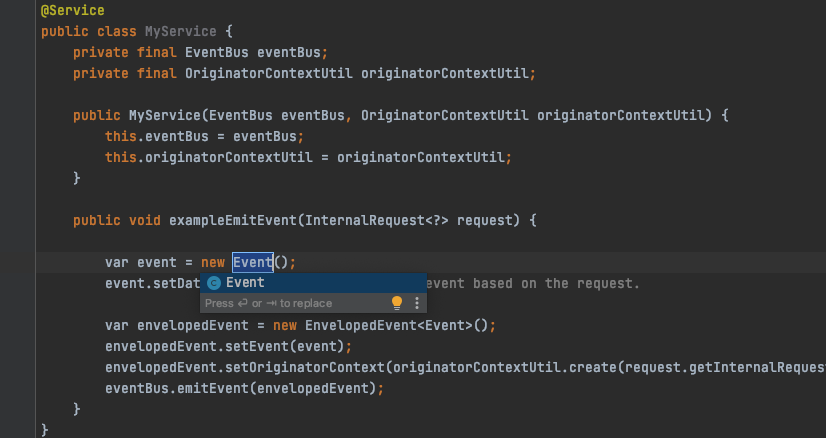 @Service
public class MyService {
private final EventBus eventBus;
private final OriginatorContextUtil originatorContextUtil;
public MyService(EventBus eventBus, OriginatorContextUtil originatorContextUtil) {
this.eventBus = eventBus;
this.originatorContextUtil = originatorContextUtil;
}
public void exampleEmitEvent(InternalRequest<?> request) {
var event = new Event();
event.setDat event based on the request.
Event
Press ⏎ or ⇥ to replace
var envelopedEvent = new EnvelopedEvent<Event>();
envelopedEvent.setEvent(event);
envelopedEvent.setOriginatorContext(originatorContextUtil.create(request.getInternalRequest
eventBus.emitEvent(envelopedEvent);
}
}